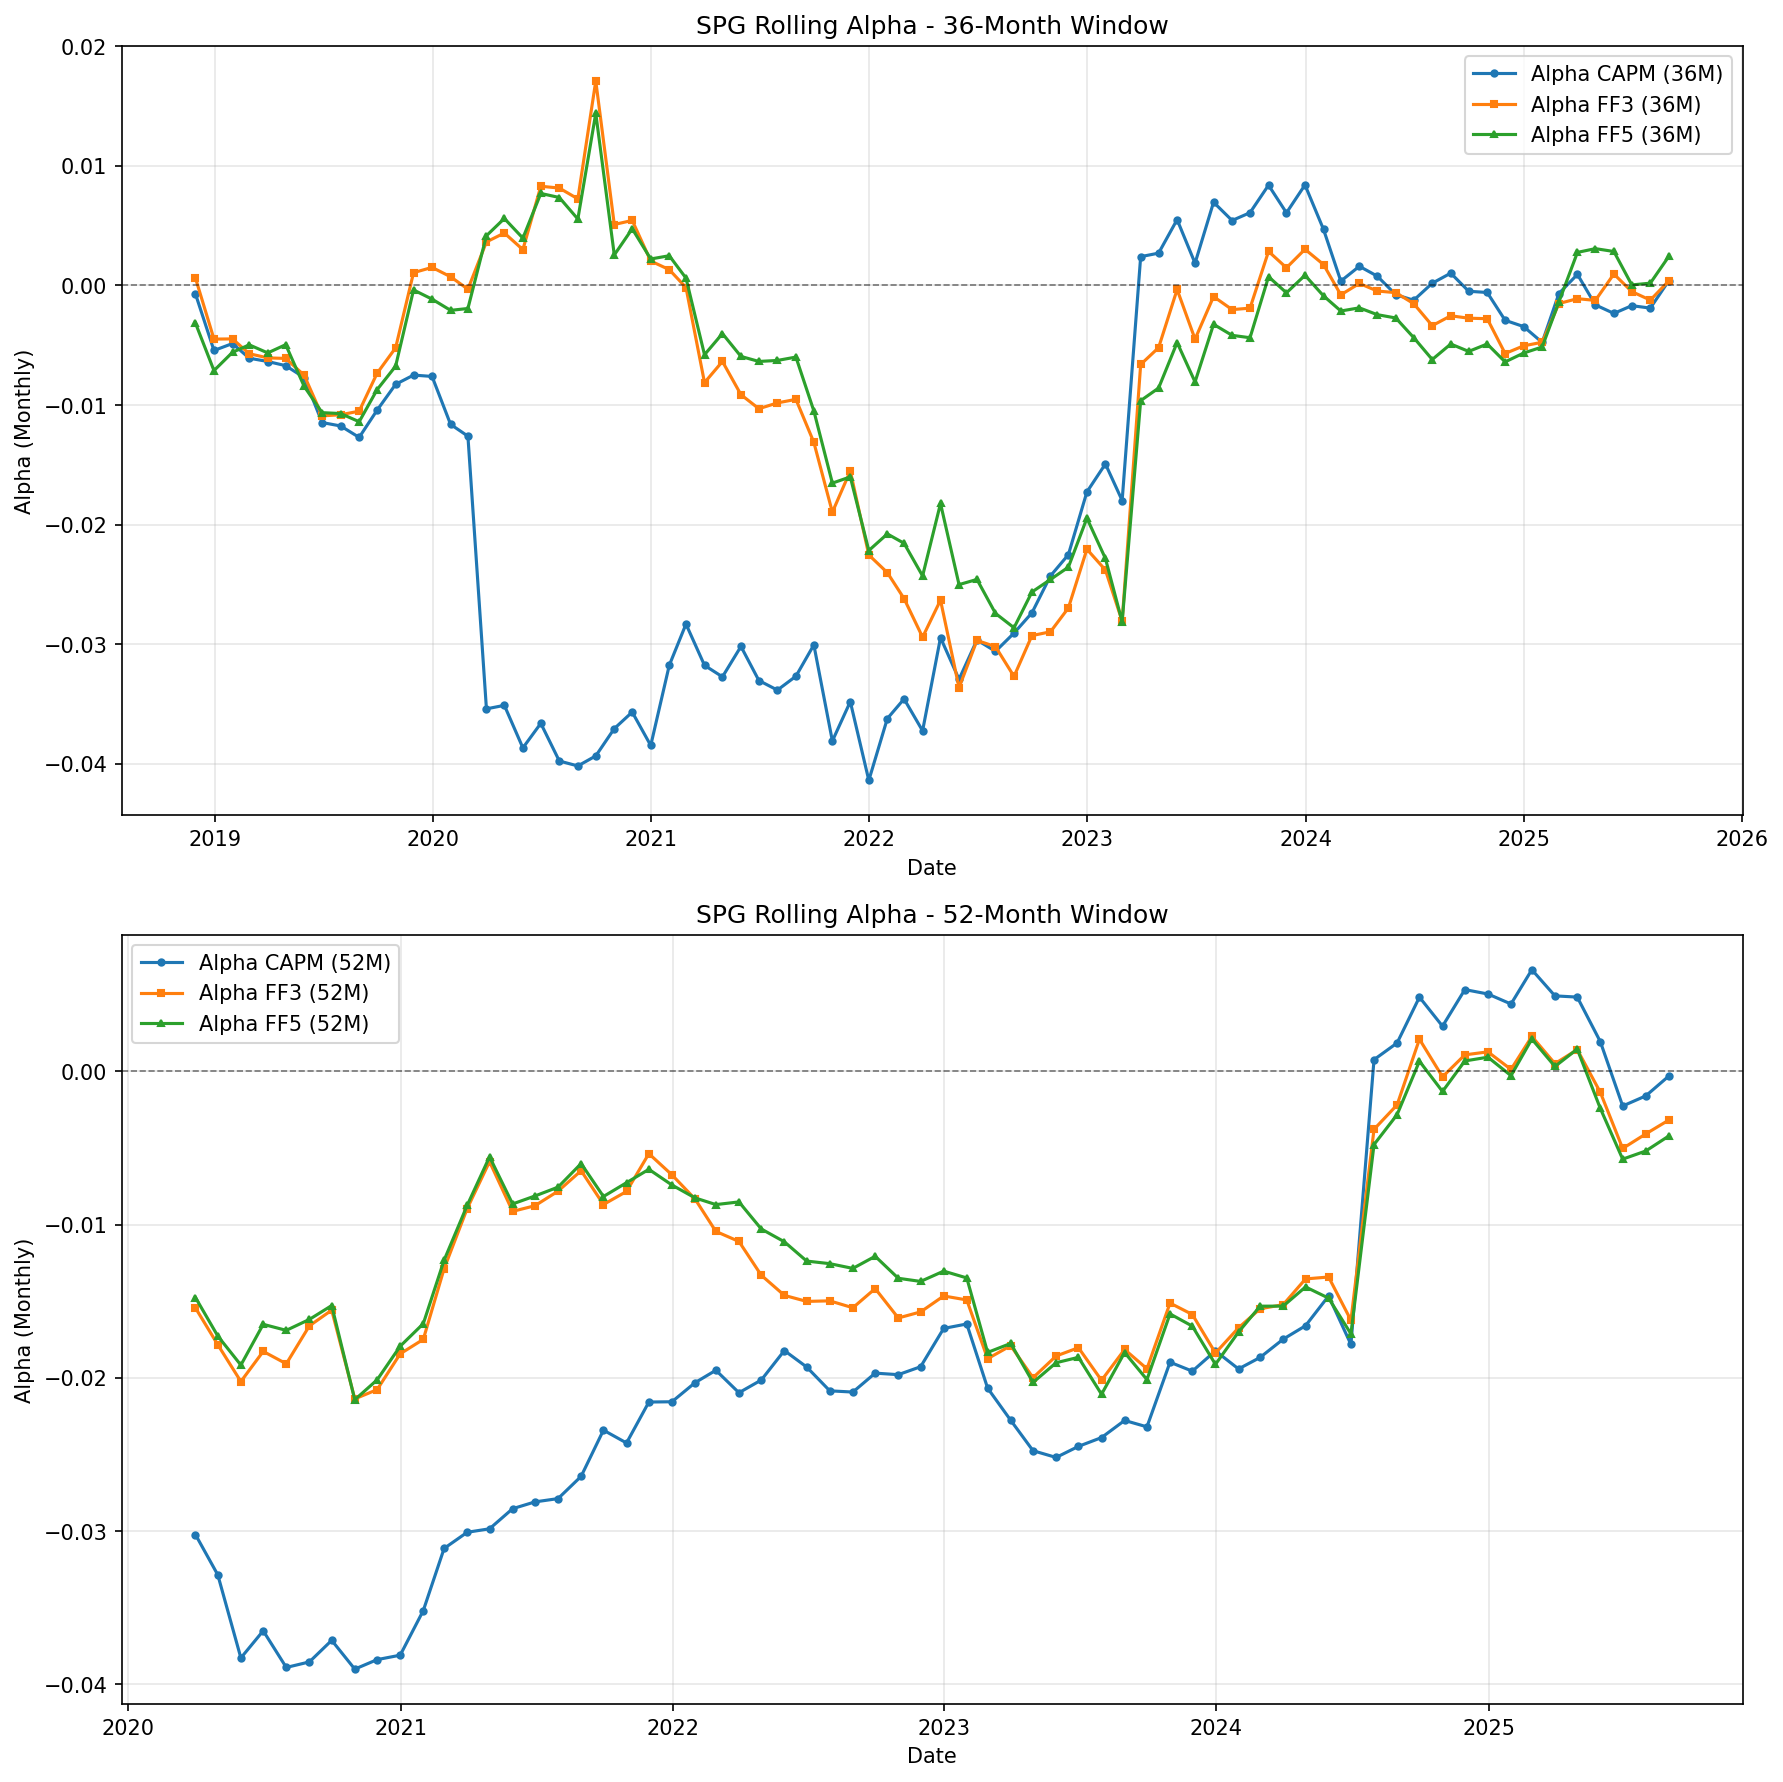 SPG Rolling Alpha - 36-Month Window
Alpha CAPM (36M)
Alpha FF3 (36M)
Alpha FF5 (36M)
0.02
0.01
0.00
−0.01
−0.02
−0.03
−0.04
Alpha (Monthly)
2019
2020
2021
2022
2023
2024
2025
2026
Date
SPG Rolling Alpha - 52-Month Window
Alpha CAPM (52M)
Alpha FF3 (52M)
Alpha FF5 (52M)
0.00
−0.01
−0.02
−0.03
−0.04
Alpha (Monthly)
2020
2021
2022
2023
2024
2025
Date